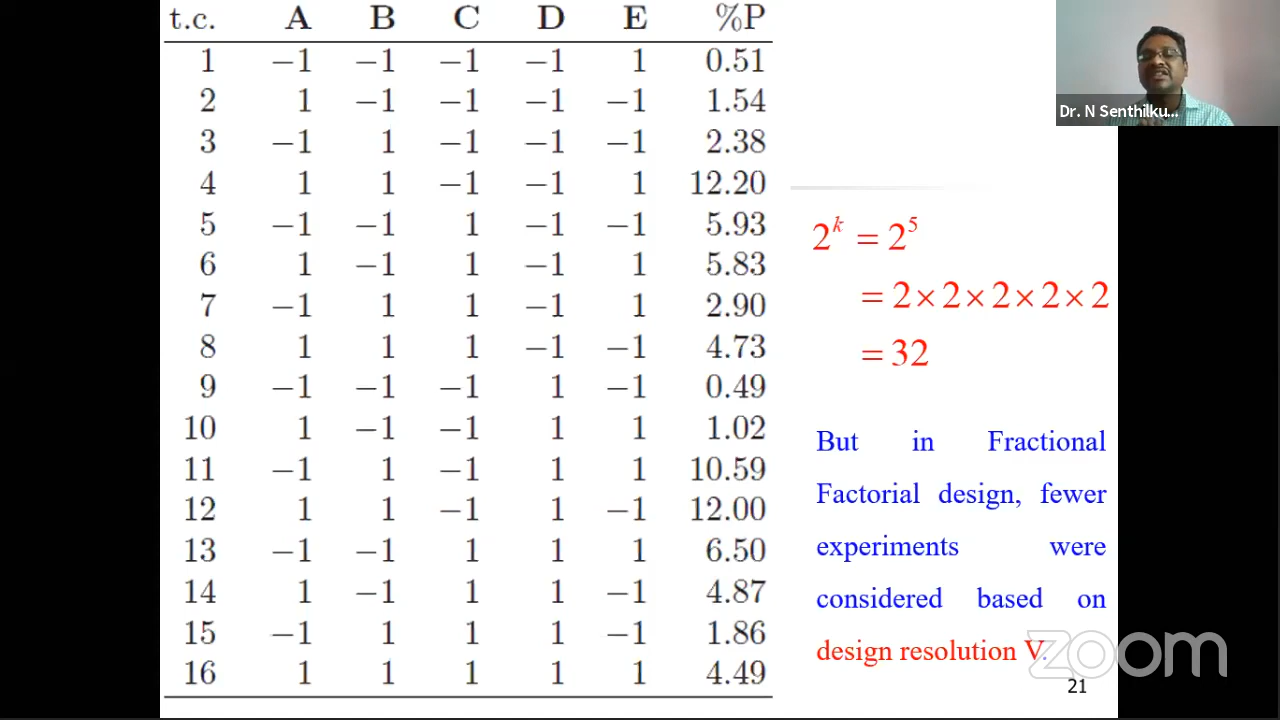 t.c. A B C D E %P
1 −1 −1 −1 −1 1 0.51
2 1 −1 −1 −1 −1 1.54
3 −1 1 −1 −1 −1 2.38
4 1 1 −1 −1 1 12.20
5 −1 −1 1 −1 −1 5.93
6 1 −1 1 −1 1 5.83
7 −1 1 1 −1 1 2.90
8 1 1 1 −1 −1 4.73
9 −1 −1 −1 1 −1 0.49
10 1 −1 −1 1 1 1.02
11 −1 1 −1 1 1 10.59
12 1 1 −1 1 −1 12.00
13 −1 −1 1 1 1 6.50
14 1 −1 1 1 −1 4.87
15 −1 1 1 1 −1 1.86
16 1 1 1 1 1 4.49
Dr. N Senthilku...
2^k = 2^5
= 2 × 2 × 2 × 2 × 2
= 32
But in Fractional
Factorial design, fewer
experiments were
considered based on
design resolution V.
zoom
21